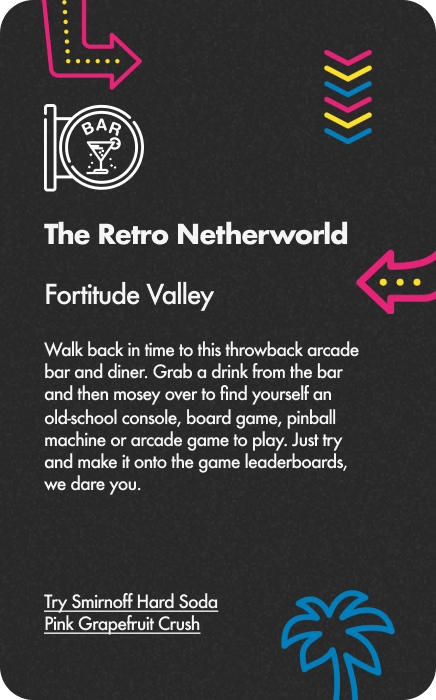 BAR
The Retro Netherworld
Fortitude Valley
Walk back in time to this throwback arcade
bar and diner. Grab a drink from the bar
and then mosey over to find yourself an
old-school console, board game, pinball
machine or arcade game to play. Just try
and make it onto the game leaderboards,
we dare you.
Try Smirnoff Hard Soda
Pink Grapefruit Crush